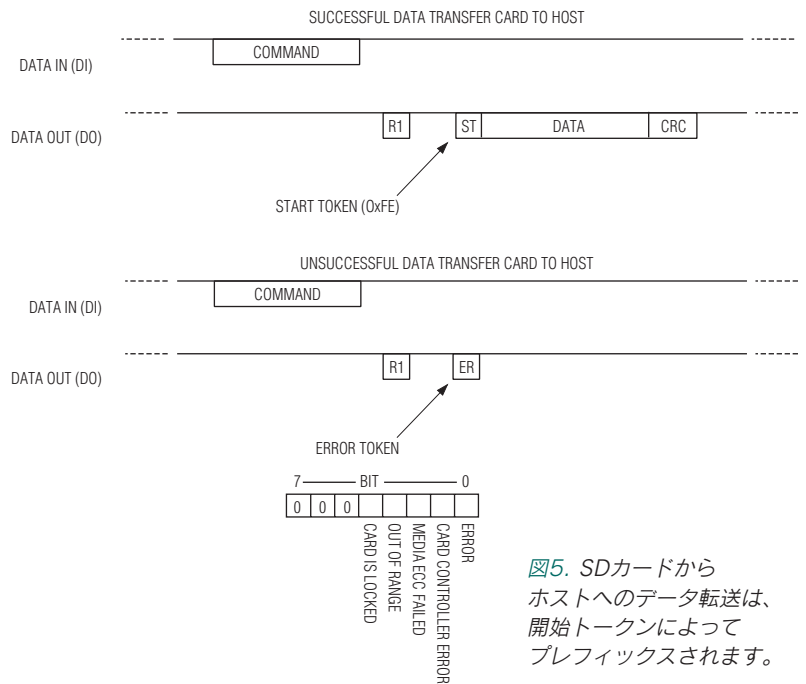 SUCCESSFUL DATA TRANSFER CARD TO HOST
DATA IN (DI)
COMMAND
DATA OUT (DO)
R1
ST
DATA
CRC
START TOKEN (0xFE)
UNSUCCESSFUL DATA TRANSFER CARD TO HOST
DATA IN (DI)
COMMAND
DATA OUT (DO)
R1
ER
ERROR TOKEN
7 BIT 0
0 0 0
CARD IS LOCKED
OUT OF RANGE
MEDIA ECC FAILED
CARD CONTROLLER ERROR
ERROR
図5. SDカードから
ホストへのデータ転送は、
開始トークンによって
プレフィックスされます。